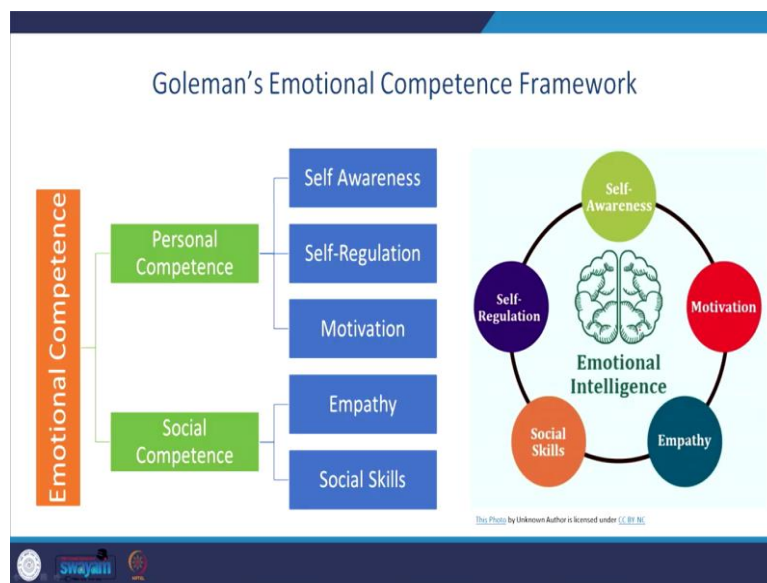 Goleman's Emotional Competence Framework
Emotional Competence
Personal
Competence
Social
Competence
Self Awareness
Self-Regulation
Motivation
Empathy
Social Skills
Self-
Awareness
Self-
Regulation
Motivation
Emotional
Intelligence
Social
Skills
Empathy
This Photo by Unknown Author is licensed under CC BY NC
swayam